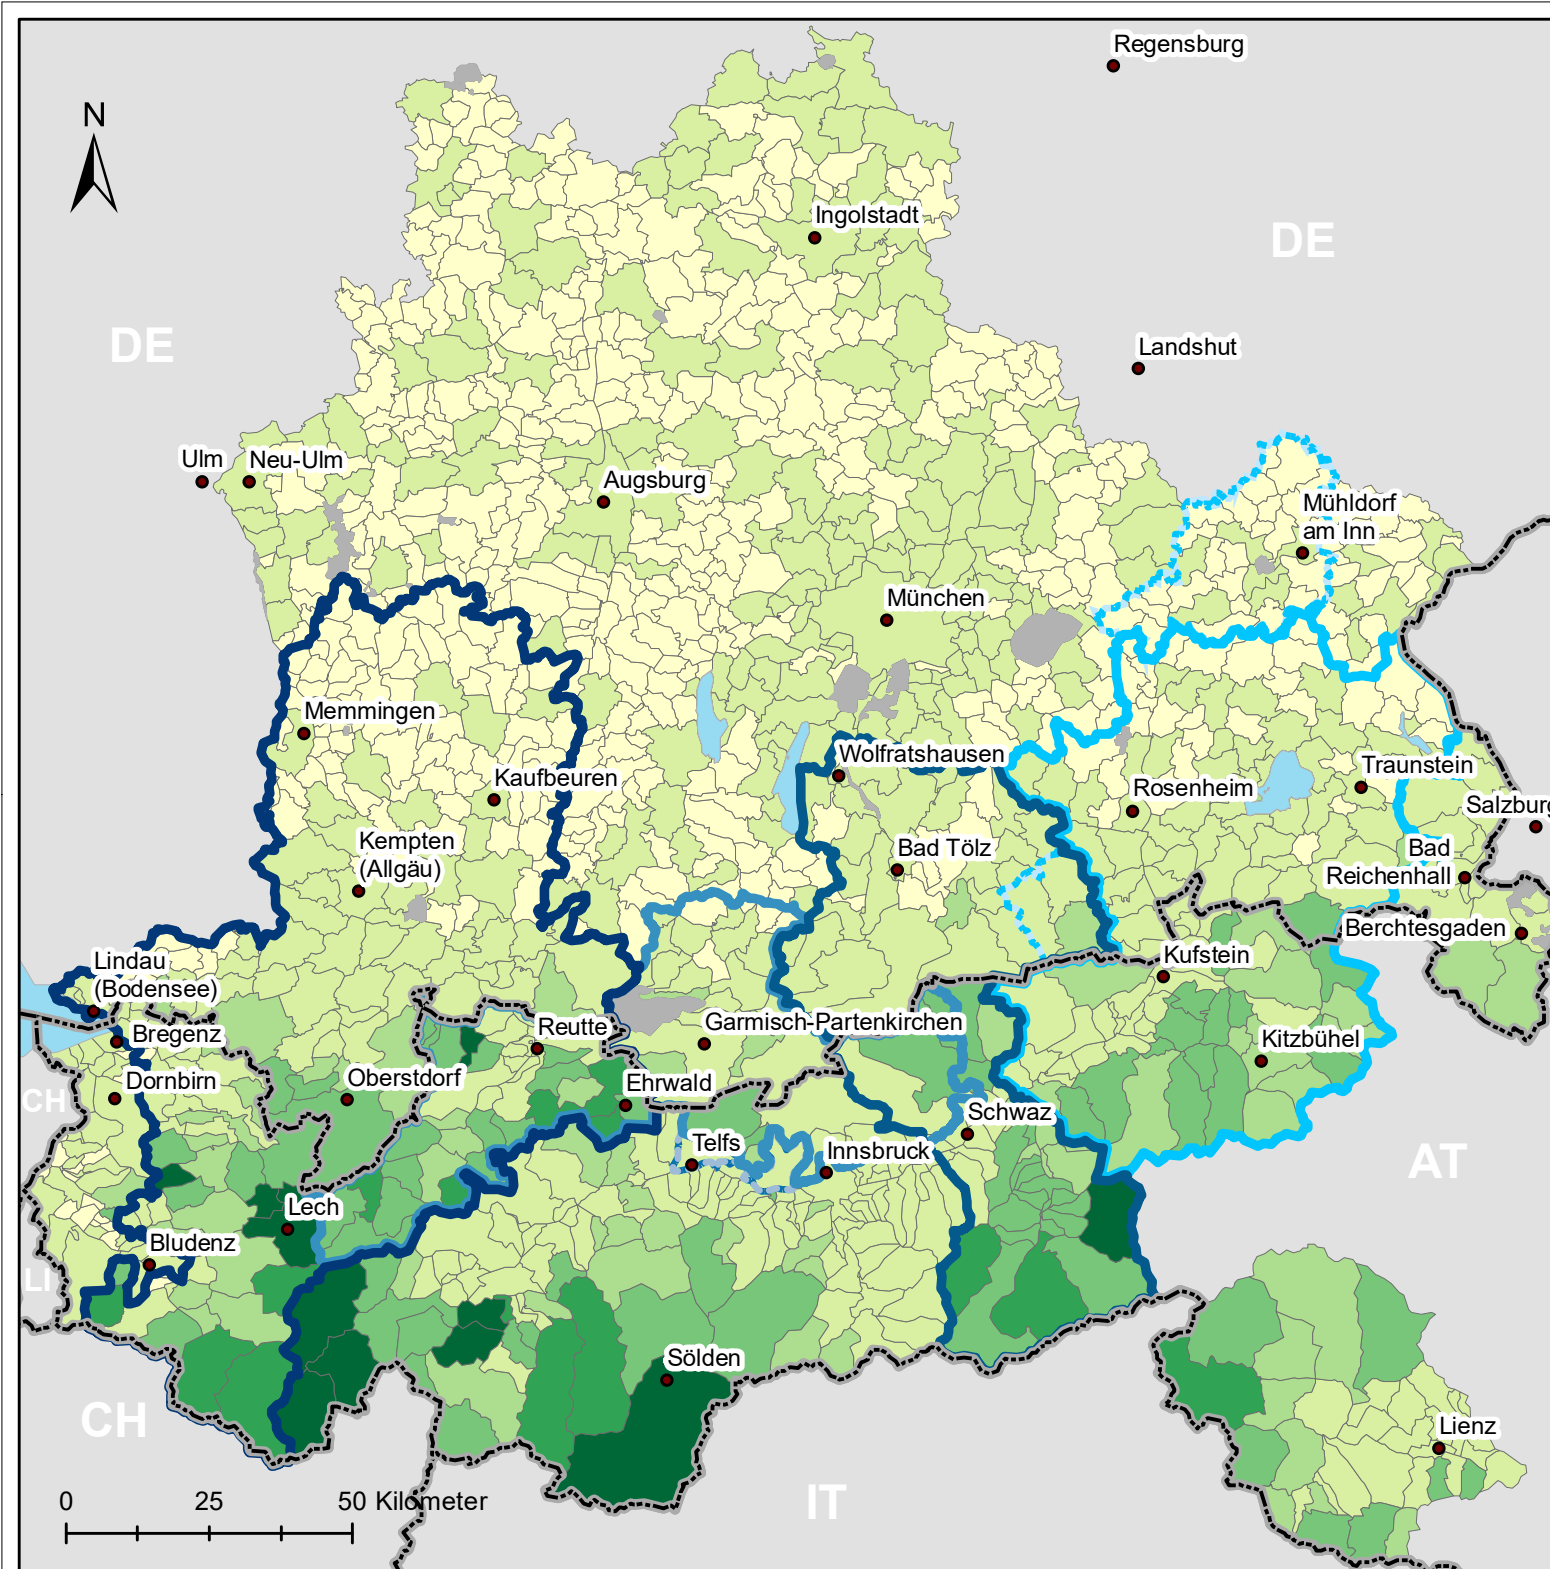 Regensburg
N
Ingolstadt
DE
DE
Landshut
Ulm
Neu-Ulm
Augsburg
Mühldorf
am Inn
München
Memmingen
Wolfratshausen
Kaufbeuren
Traunstein
Rosenheim
Salzburg
Kempten
(Allgäu)
Bad Tölz
Bad
Reichenhall
Berchtesgaden
Lindau
(Bodensee)
Kufstein
Bregenz
Reutte
Garmisch-Partenkirchen
Kitzbühel
Dornbirn
Oberstdorf
Ehrwald
CH
Schwaz
Telfs
Innsbruck
AT
Lech
Bludenz
LI
Sölden
CH
Lienz
IT
0 25 50 Kilometer